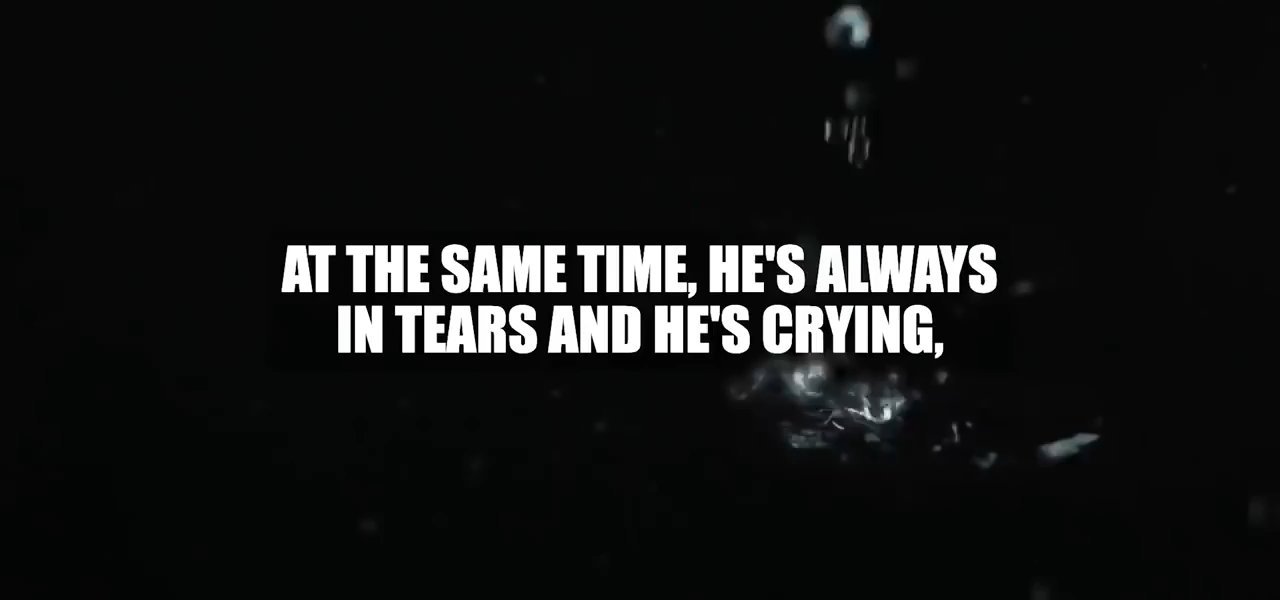 AT THE SAME TIME, HE'S ALWAYS
IN TEARS AND HE'S CRYING,